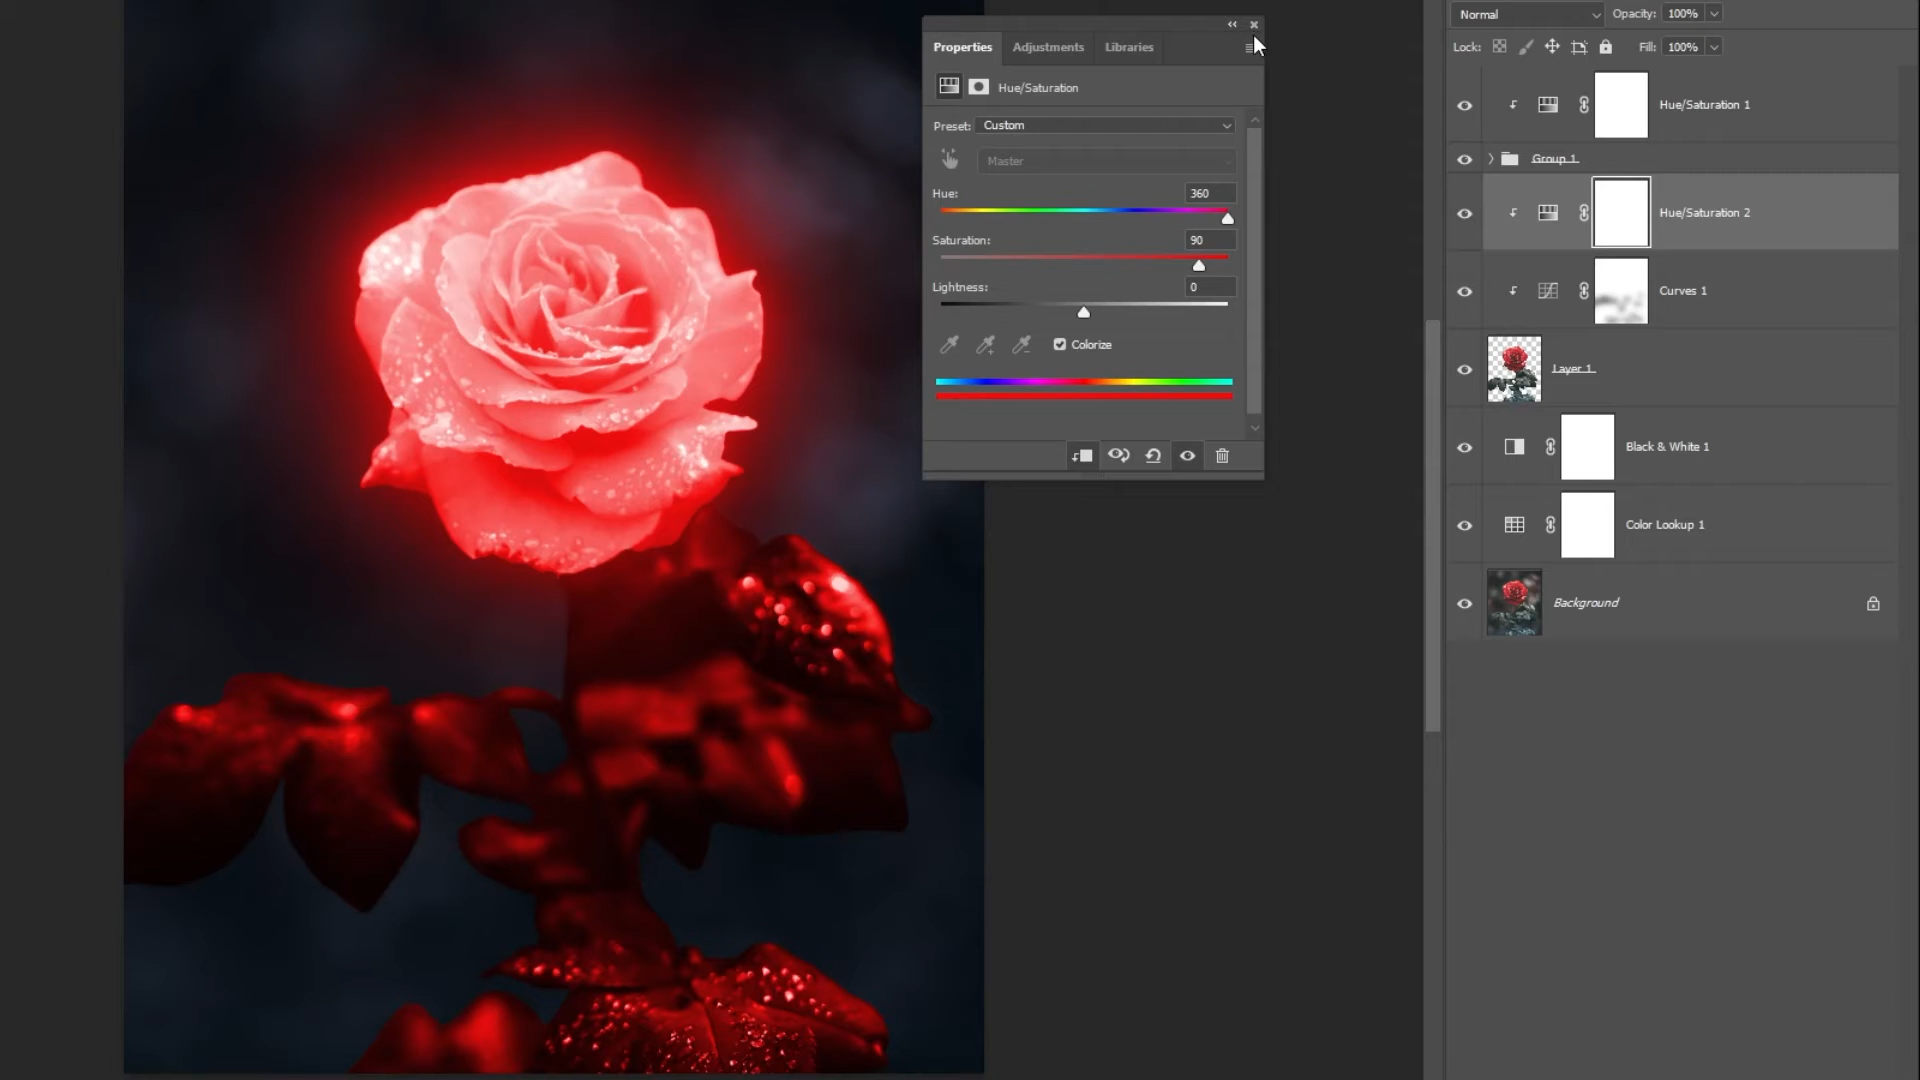 Properties Adjustments Libraries
Hue/Saturation
Preset: Custom
Master
Hue: 360
Saturation: 90
Lightness: 0
Colorize
Normal Opacity: 100%
Lock: Fill: 100%
Hue/Saturation 1
Group 1
Hue/Saturation 2
Curves 1
Layer 1
Black & White 1
Color Lookup 1
Background